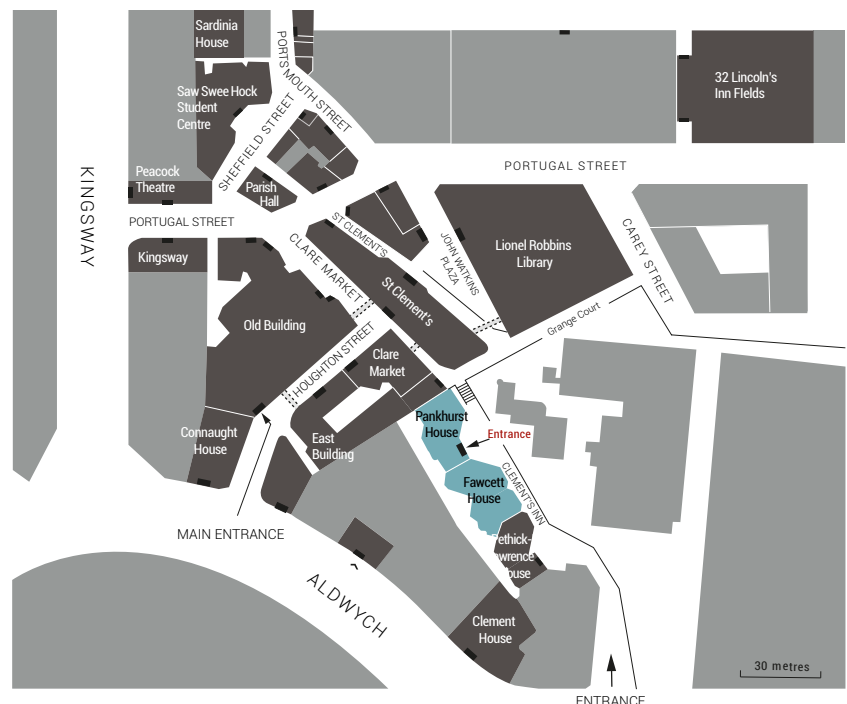 Sardinia
House
PORTSMOUTH STREET
Saw Swee Hock
Student
Centre
32 Lincoln's
Inn FIelds
SHEFFIELD STREET
PORTUGAL STREET
Peacock
Theatre
Parish
Hall
KINGSWAY
PORTUGAL STREET
ST CLEMENT'S
JOHN WATKINS
PLAZA
Lionel Robbins
Library
CAREY STREET
Kingsway
CLARE MARKET
St Clement's
Grange Court
Old Building
HOUGHTON STREET
Clare
Market
Pankhurst
House
Entrance
Connaught
House
East
Building
CLEMENT'S INN
Fawcett
House
MAIN ENTRANCE
Pethick-
Lawrence
House
ALDWYCH
Clement
House
30 metres
ENTRANCE